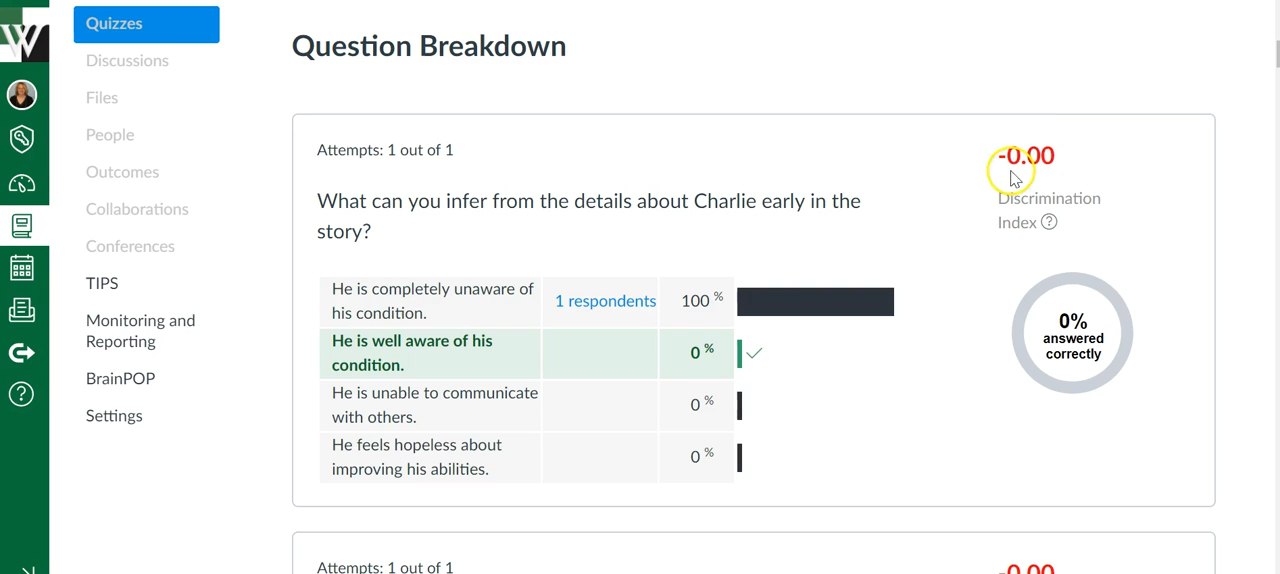 W
Quizzes
Discussions
Files
People
Outcomes
Collaborations
Conferences
TIPS
Monitoring and
Reporting
BrainPOP
Settings
Question Breakdown
Attempts: 1 out of 1
-0.00
Discrimination
Index ?
What can you infer from the details about Charlie early in the
story?
He is completely unaware of
his condition.
1 respondents
100 %
He is well aware of his
condition.
0 %
He is unable to communicate
with others.
0 %
He feels hopeless about
improving his abilities.
0 %
0%
answered
correctly
Attempts: 1 out of 1
-0.00